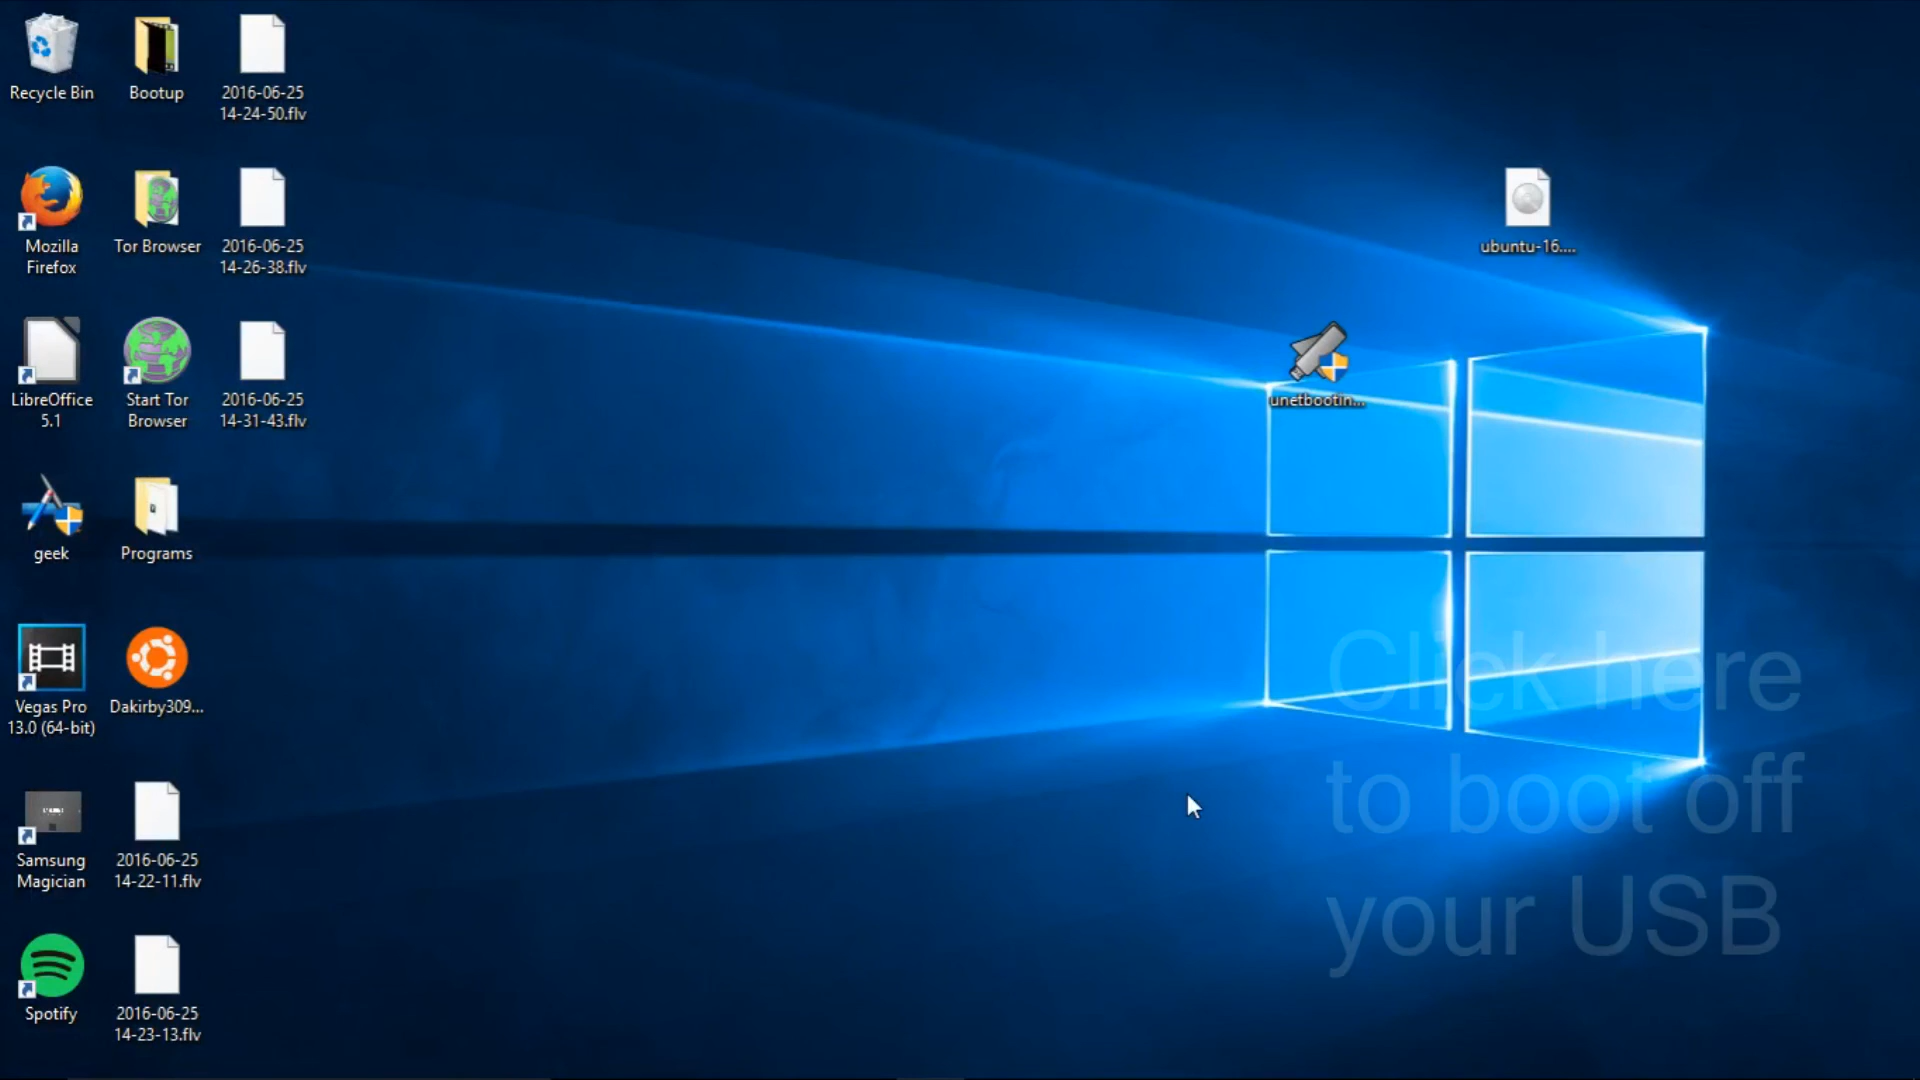 Recycle Bin
Bootup
2016-06-25
14-24-50.flv
Mozilla
Firefox
Tor Browser
2016-06-25
14-26-38.flv
ubuntu-16....
LibreOffice
5.1
Start Tor
Browser
2016-06-25
14-31-43.flv
unetbootin...
geek
Programs
Vegas Pro
13.0 (64-bit)
Dakirby309...
Samsung
Magician
2016-06-25
14-22-11.flv
Spotify
2016-06-25
14-23-13.flv
Click here
to boot off
your USB